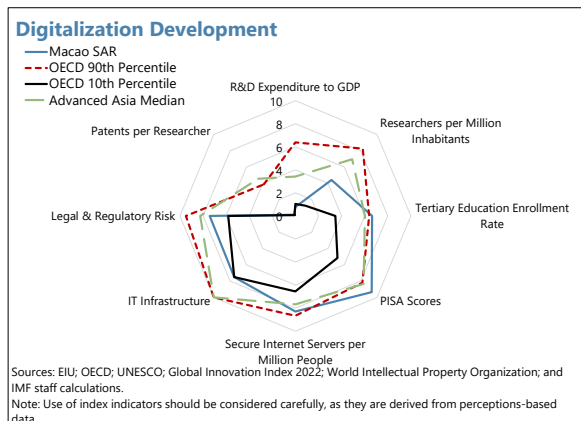 Digitalization Development
Macao SAR
OECD 90th Percentile
OECD 10th Percentile
Advanced Asia Median
R&D Expenditure to GDP
Researchers per Million
Inhabitants
Tertiary Education Enrollment
Rate
PISA Scores
Secure Internet Servers per
Million People
IT Infrastructure
Legal & Regulatory Risk
Patents per Researcher
10
8
6
4
2
0
Sources: EIU; OECD; UNESCO; Global Innovation Index 2022; World Intellectual Property Organization; and
IMF staff calculations.
Note: Use of index indicators should be considered carefully, as they are derived from perceptions-based
data